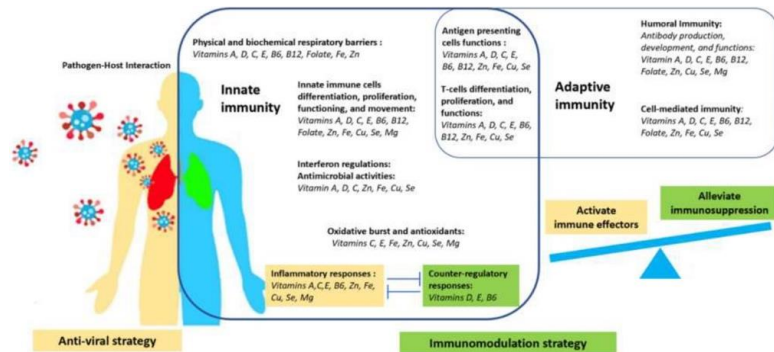 Pathogen-Host Interaction
Physical and biochemical respiratory barriers :
Vitamins A, D, C, E, B6, B12, Folate, Fe, Zn
Innate
immunity
Innate immune cells
differentiation, proliferation,
functioning, and movement:
Vitamins A, D, C, E, B6, B12,
Folate, Zn, Fe, Cu, Se, Mg
Interferon regulations:
Antimicrobial activities:
Vitamin A, D, C, Zn, Fe, Cu, Se
Oxidative burst and antioxidants:
Vitamins C, E, Fe, Zn, Cu, Se, Mg
Inflammatory responses :
Vitamins A,C,E, B6, Zn, Fe,
Cu, Se, Mg
Counter-regulatory
responses:
Vitamins D, E, B6
Antigen presenting
cells functions :
Vitamins A, D, C, E,
B6, B12, Zn, Fe, Cu, Se
T-cells differentiation,
proliferation, and
functions:
Vitamins A, D, C, E, B6,
B12, Zn, Fe, Cu, Se
Adaptive
immunity
Humoral Immunity:
Antibody production,
development, and functions:
Vitamin A, D, C, E, B6, B12,
Folate, Zn, Cu, Se, Mg
Cell-mediated immunity:
Vitamins A, D, C, E, B6, B12,
Folate, Zn, Fe, Cu, Se
Activate
immune effectors
Alleviate
immunosuppression
Anti-viral strategy
Immunomodulation strategy